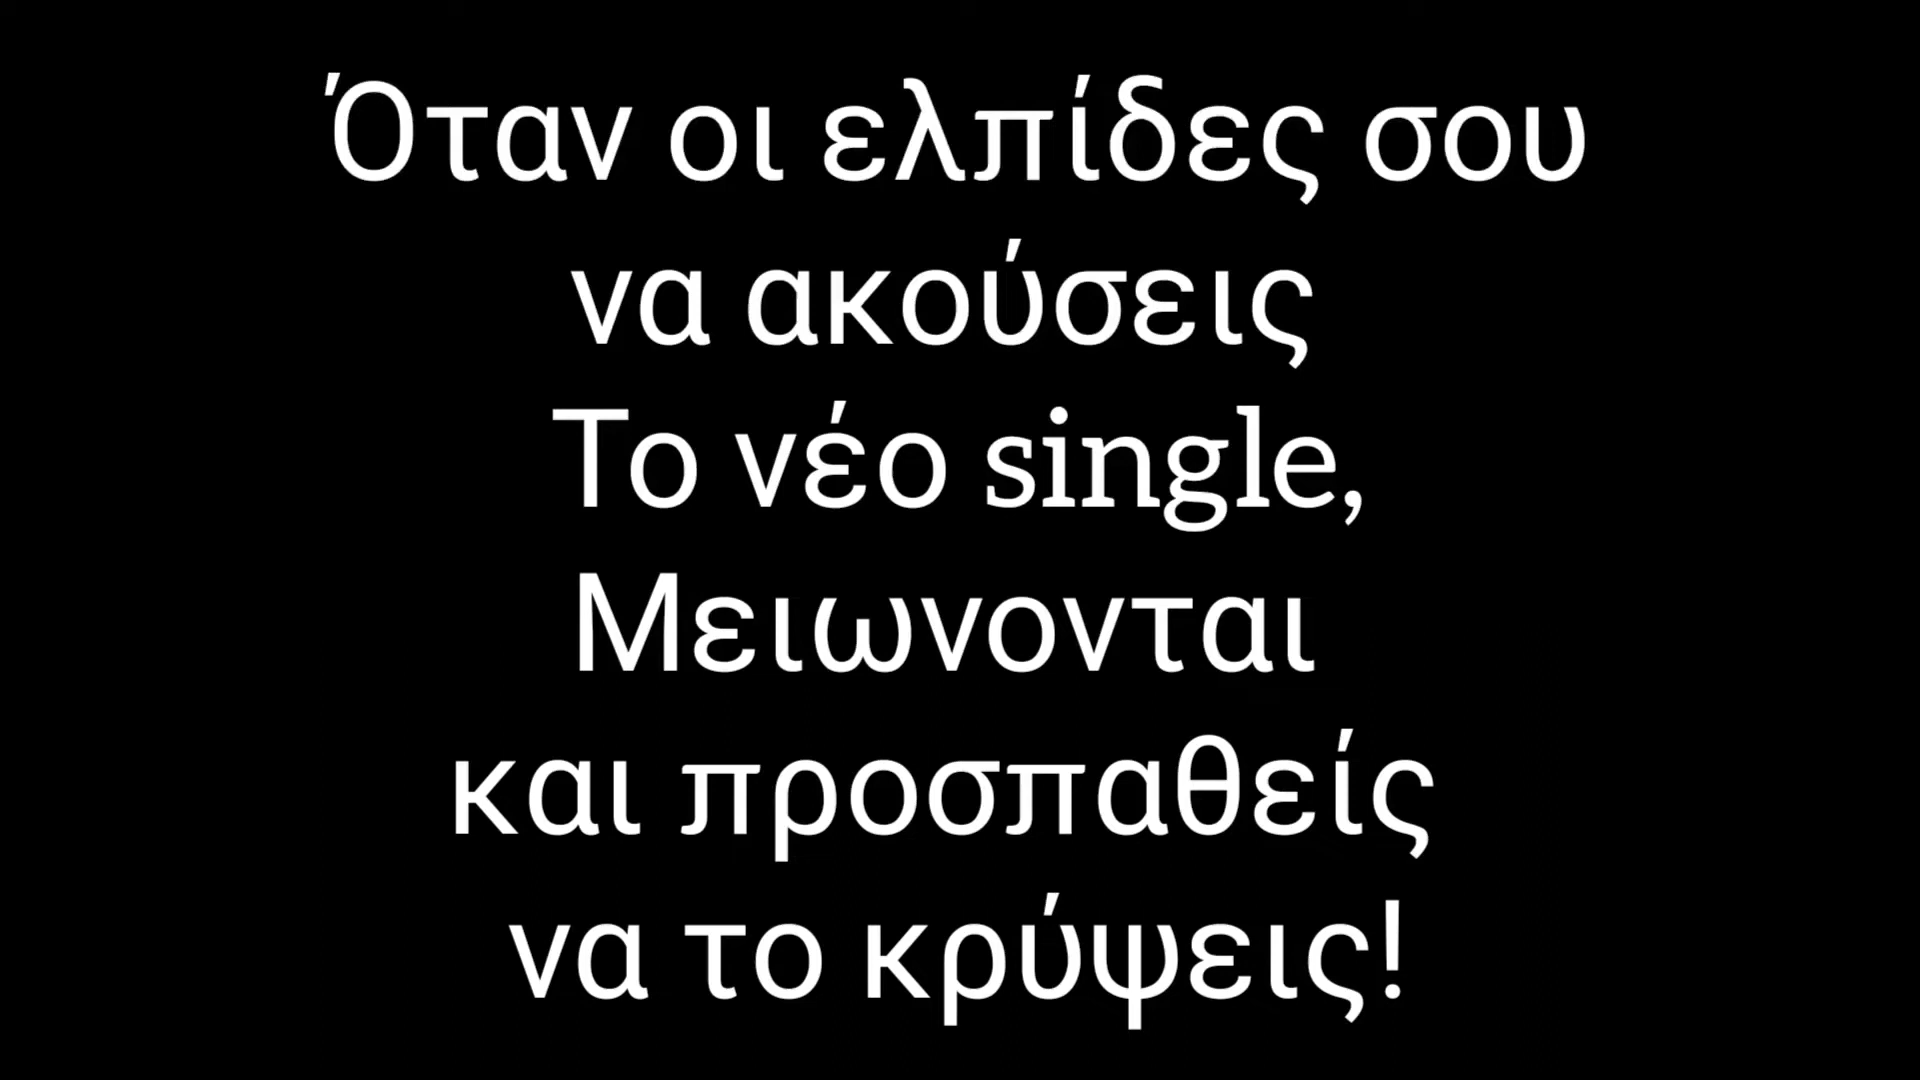 Όταν οι ελπίδες σου
να ακούσεις
Το νέο single,
Μειωνονται
και προσπαθείς
να το κρύψεις!